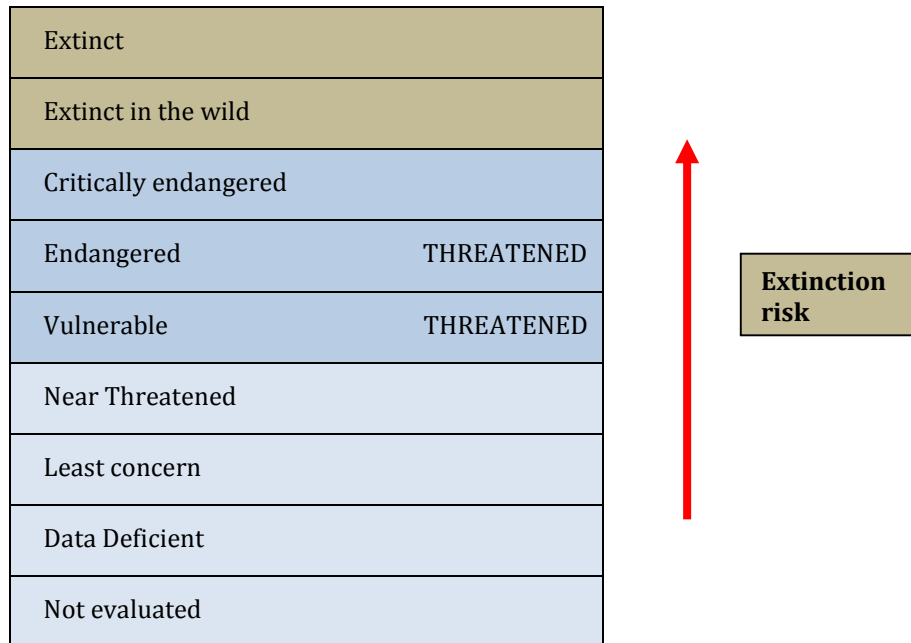 Extinct
Extinct in the wild
Critically endangered
Endangered THREATENED
Vulnerable THREATENED
Near Threatened
Least concern
Data Deficient
Not evaluated
Extinction
risk